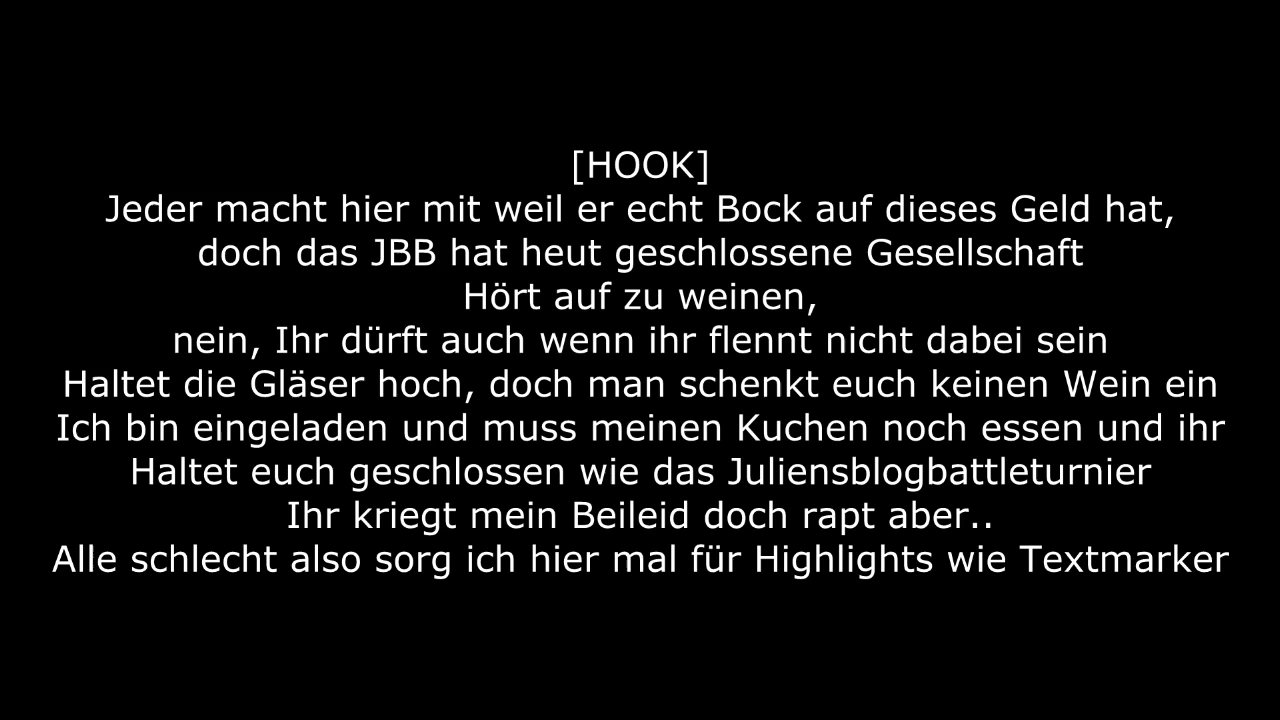 [HOOK]
Jeder macht hier mit weil er echt Bock auf dieses Geld hat,
doch das JBB hat heut geschlossene Gesellschaft
Hört auf zu weinen,
nein, Ihr dürft auch wenn ihr flennt nicht dabei sein
Haltet die Gläser hoch, doch man schenkt euch keinen Wein ein
Ich bin eingeladen und muss meinen Kuchen noch essen und ihr
Haltet euch geschlossen wie das Juliensblogbattleturnier
Ihr kriegt mein Beileid doch rapt aber..
Alle schlecht also sorg ich hier mal für Highlights wie Textmarker